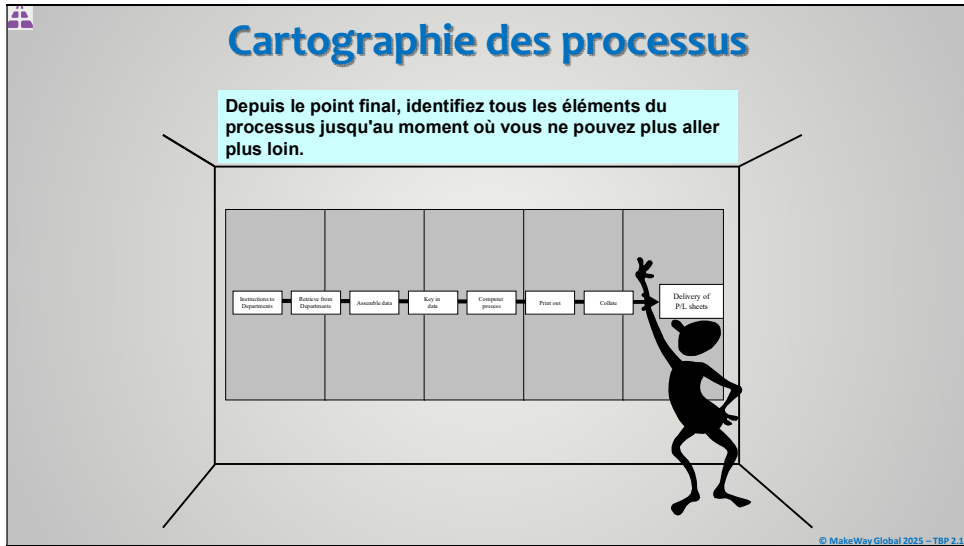 Cartographie des processus
Depuis le point final, identifiez tous les éléments du
processus jusqu'au moment où vous ne pouvez plus aller
plus loin.
Instructions to
Departments
Retrieve from
Departments
Assemble data
Key in
data
Computer
process
Print out
Collate
Delivery of
P/L sheets
© MakeWay Global 2025 – TBP 2.1